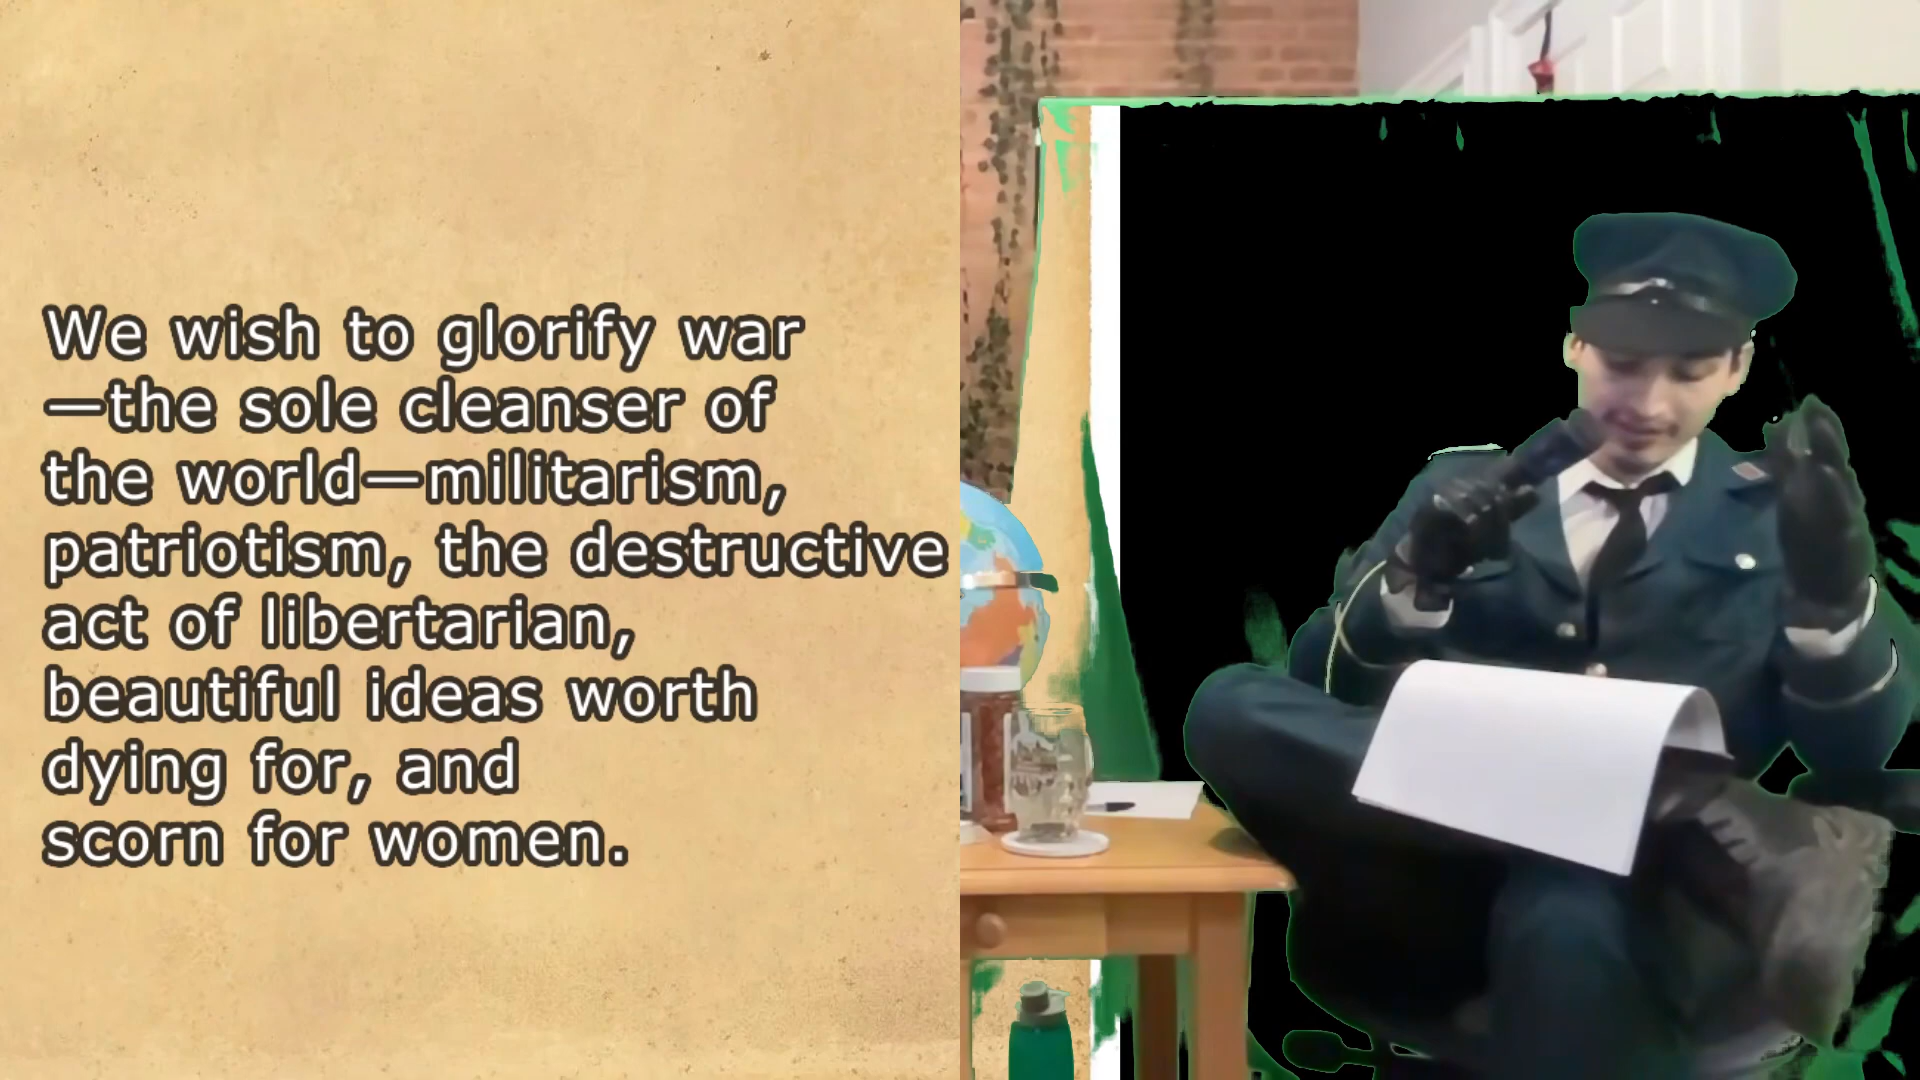 We wish to glorify war
—the sole cleanser of
the world—militarism,
patriotism, the destructive
act of libertarian,
beautiful ideas worth
dying for, and
scorn for women.